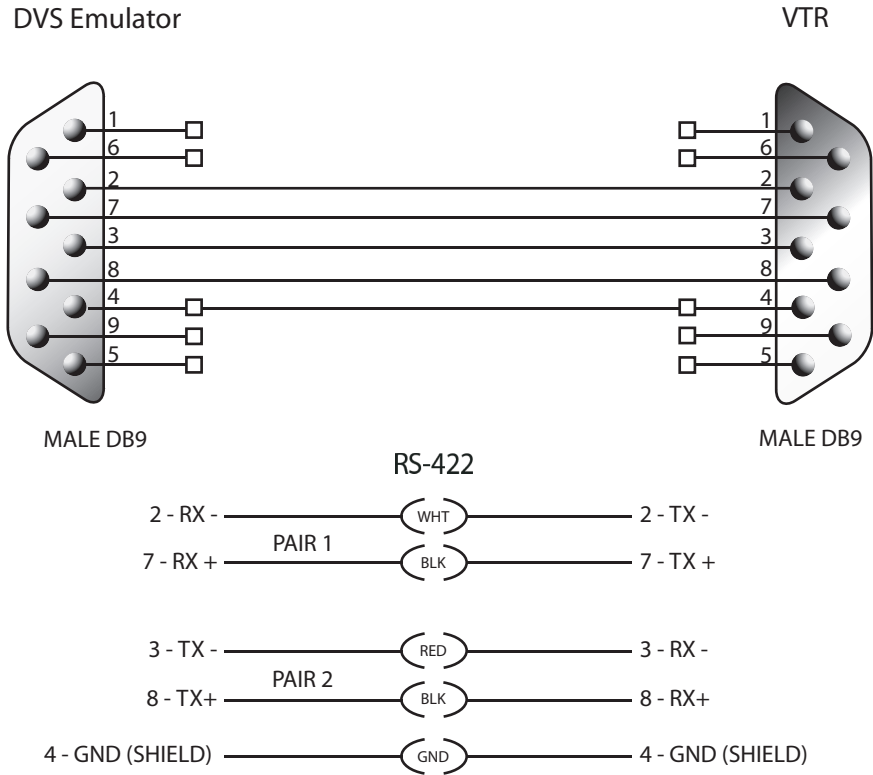 DVS Emulator
VTR
1 1
6 6
2 2
7 7
3 3
8 8
4 4
9 9
5 5
MALE DB9
MALE DB9
RS-422
2 - RX - WHT 2 - TX -
PAIR 1
7 - RX + BLK 7 - TX +
3 - TX - RED 3 - RX -
PAIR 2
8 - TX+ BLK 8 - RX+
4 - GND (SHIELD) GND 4 - GND (SHIELD)